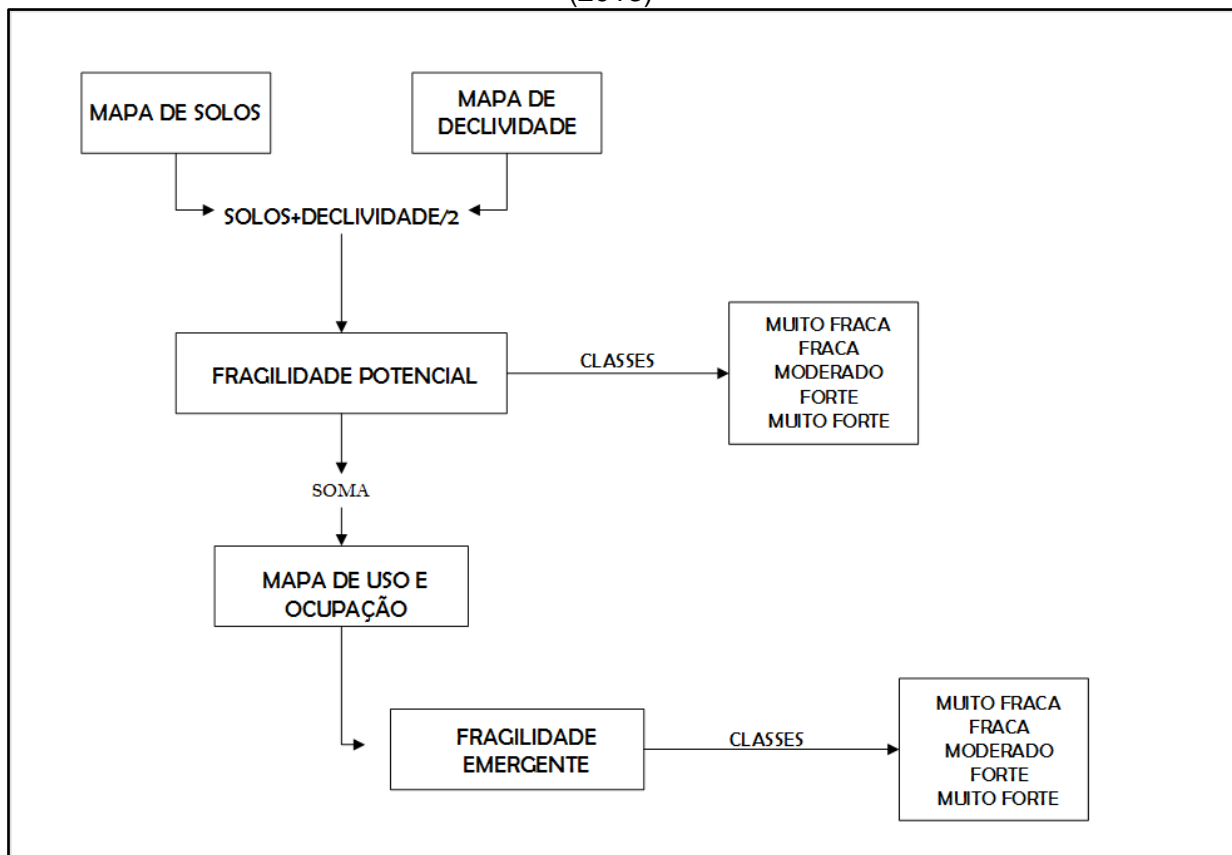 MAPA DE SOLOS
MAPA DE
DECLIVIDADE
SOLOS+DECLIVIDADE/2
FRAGILIDADE POTENCIAL
CLASSES
MUITO FRACA
FRACA
MODERADO
FORTE
MUITO FORTE
SOMA
MAPA DE USO E
OCUPAÇÃO
FRAGILIDADE
EMERGENTE
CLASSES
MUITO FRACA
FRACA
MODERADO
FORTE
MUITO FORTE